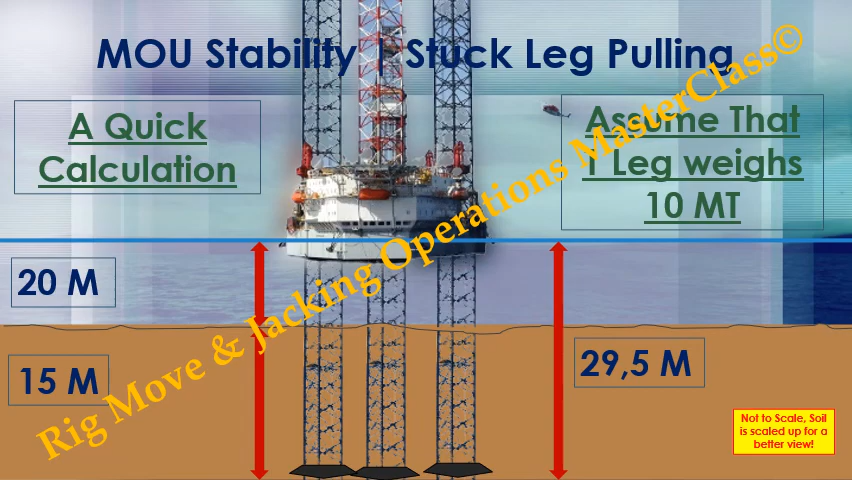 MOU Stability | Stuck Leg Pulling
A Quick
Calculation
Assume That
1 Leg weighs
10 MT
20 M
15 M
29,5 M
Rig Move & Jacking Operations MasterClass©
Not to Scale, Soil
is scaled up for a
better view!